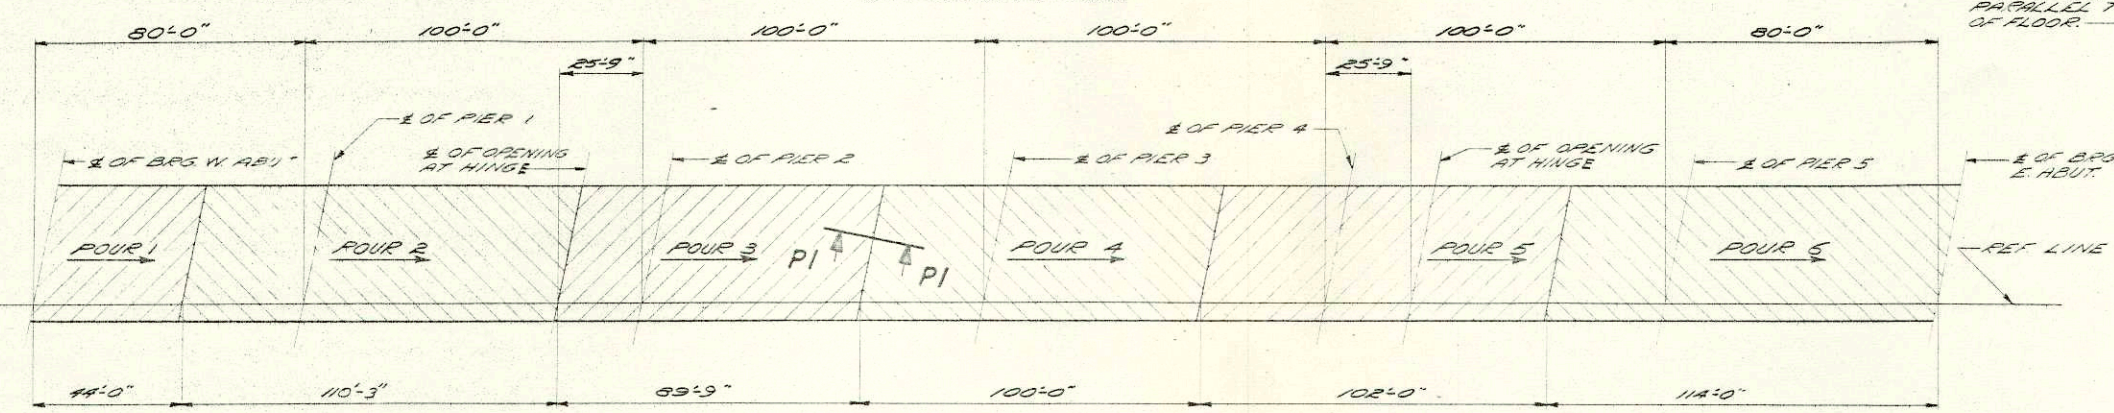 PARALLEL
OF FLOOR.
80'-0" 100'-0" 100'-0" 100'-0" 100'-0" 80'-0"
25'-9" 25'-9"
℄ OF PIER 1
℄ OF PIER 4
℄ OF BRG. W. ABUT.
℄ OF OPENING
AT HINGE
℄ OF PIER 2
℄ OF PIER 3
℄ OF OPENING
AT HINGE
℄ OF PIER 5
℄ OF BRG
E. ABUT.
POUR 1 POUR 2 POUR 3 POUR 4 POUR 5 POUR 6
P1 P1
REF. LINE
44'-0" 110'-3" 89'-9" 100'-0" 102'-0" 114'-0"